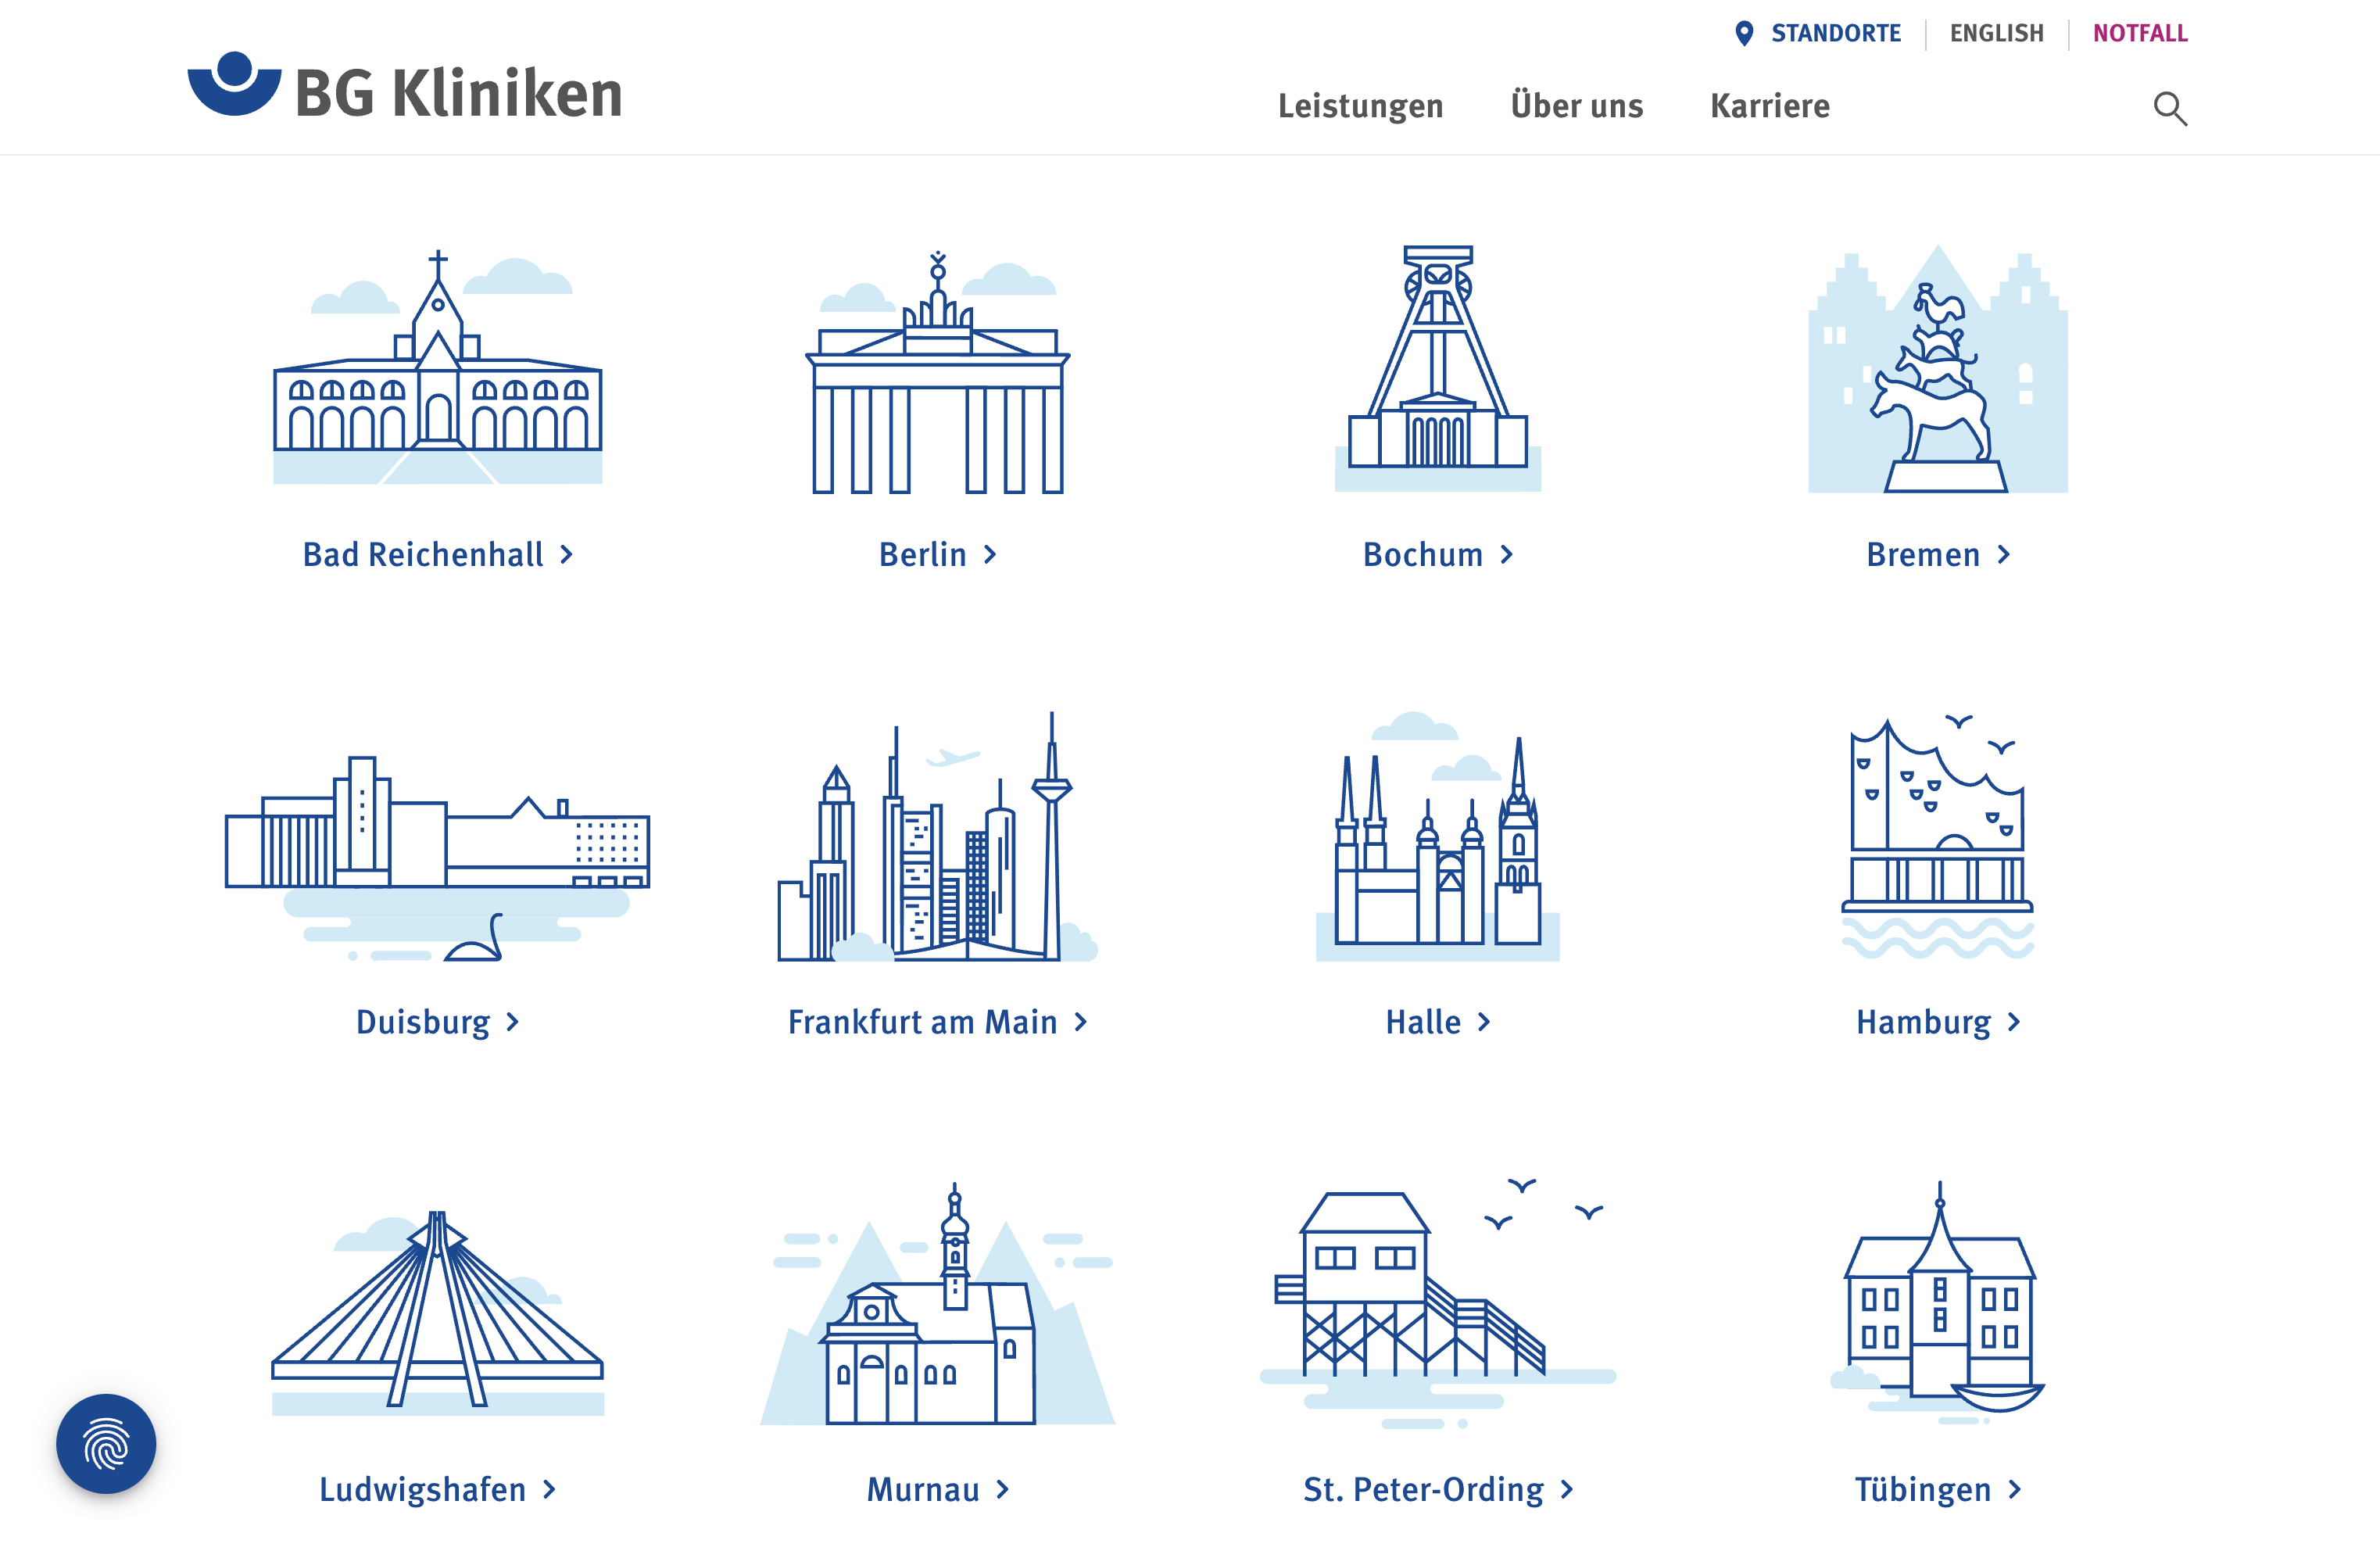 STANDORTE
ENGLISH
NOTFALL
BG Kliniken
Leistungen
Über uns
Karriere
Bad Reichenhall
Berlin
Bochum
Bremen
Duisburg
Frankfurt am Main
Halle
Hamburg
Ludwigshafen
Murnau
St. Peter-Ording
Tübingen